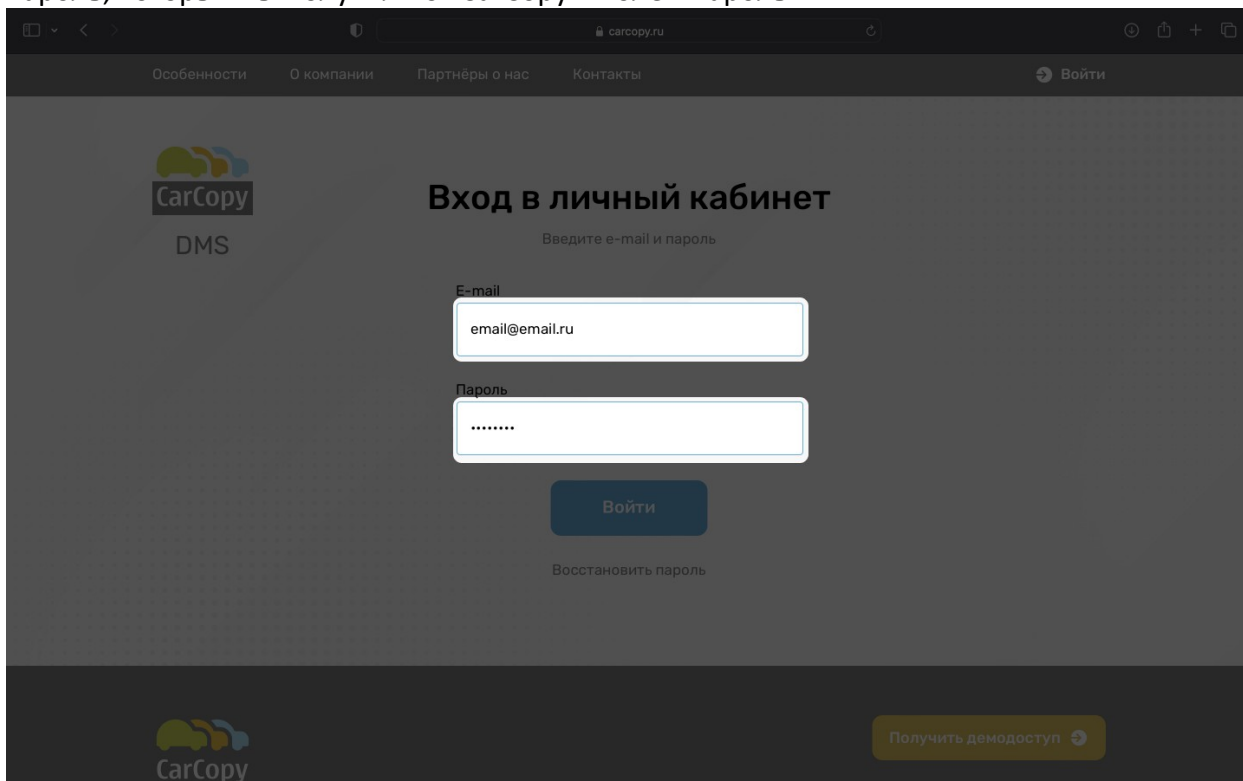 carcopy.ru
Особенности О компании Партнёры о нас Контакты Войти
CarCopy
DMS
Вход в личный кабинет
Введите e-mail и пароль
E-mail
email@email.ru
Пароль
••••••••
Войти
Восстановить пароль
Получить демодоступ
CarCopy